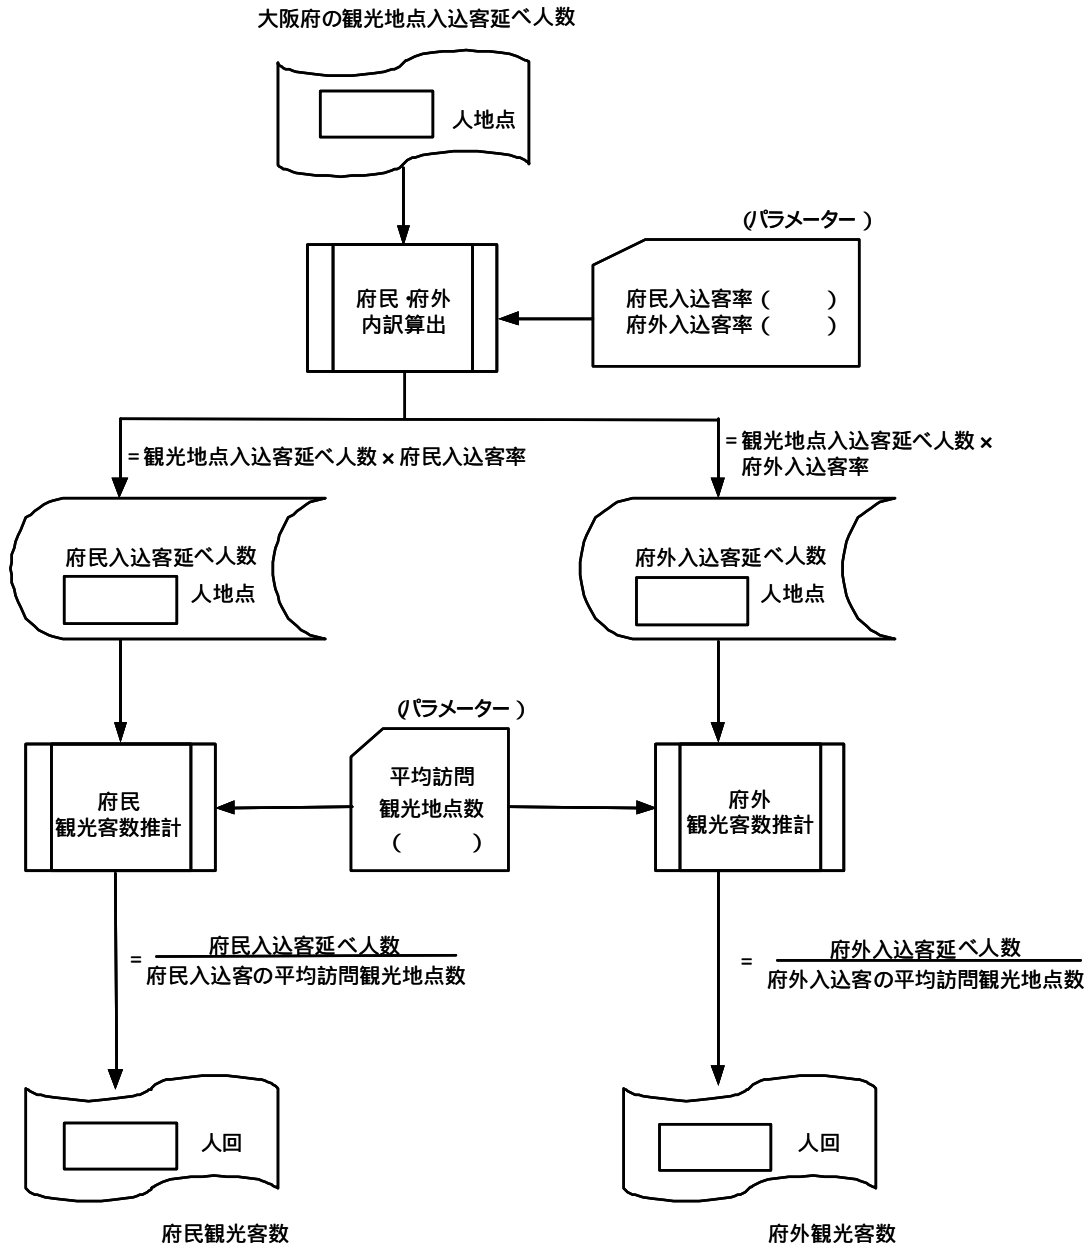 大阪府の観光地点入込客延べ人数
人地点
(パラメーター)
府民・府外
内訳算出
府民入込客率(　　)
府外入込客率(　　)
=観光地点入込客延べ人数×府民入込客率
=観光地点入込客延べ人数×
府外入込客率
府民入込客延べ人数
人地点
府外入込客延べ人数
人地点
(パラメーター)
府民
観光客数推計
平均訪問
観光地点数
(　　)
府外
観光客数推計
=
府民入込客延べ人数
府民入込客の平均訪問観光地点数
=
府外入込客延べ人数
府外入込客の平均訪問観光地点数
人回
人回
府民観光客数
府外観光客数